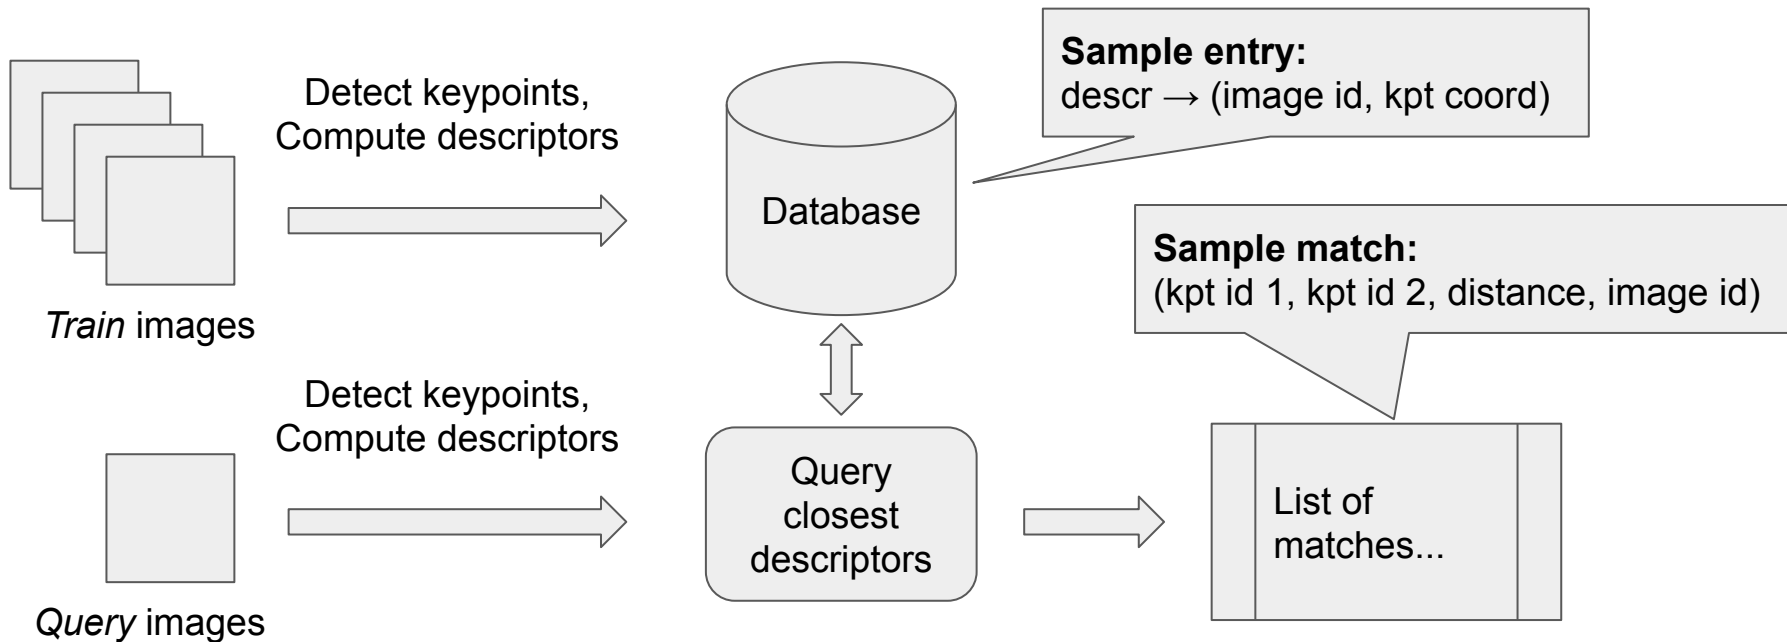 Detect keypoints,
Compute descriptors
Train images
Database
Sample entry:
descr → (image id, kpt coord)
Sample match:
(kpt id 1, kpt id 2, distance, image id)
Detect keypoints,
Compute descriptors
Query images
Query
closest
descriptors
List of
matches...